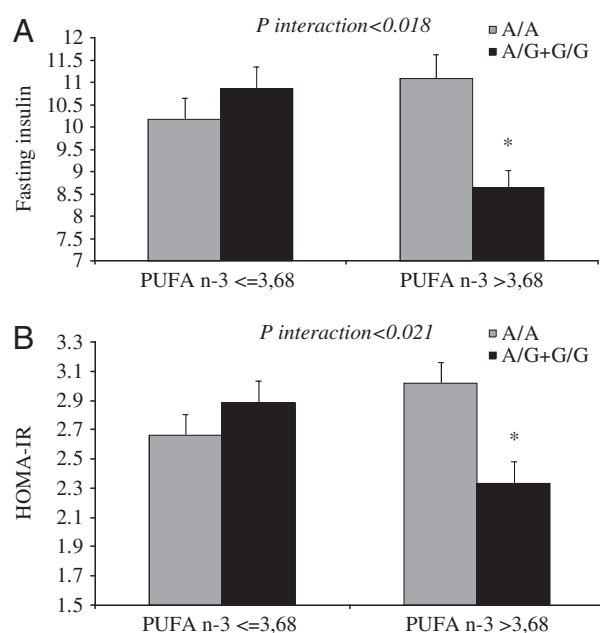 A
P interaction<0.018
A/A
A/G+G/G
Fasting insulin
12
11.5
11
10.5
10
9.5
9
8.5
8
7.5
7
*
PUFA n-3 <=3,68
PUFA n-3 >3,68
B
P interaction<0.021
A/A
A/G+G/G
HOMA-IR
3.3
3.1
2.9
2.7
2.5
2.3
2.1
1.9
1.7
1.5
*
PUFA n-3 <=3,68
PUFA n-3 >3,68